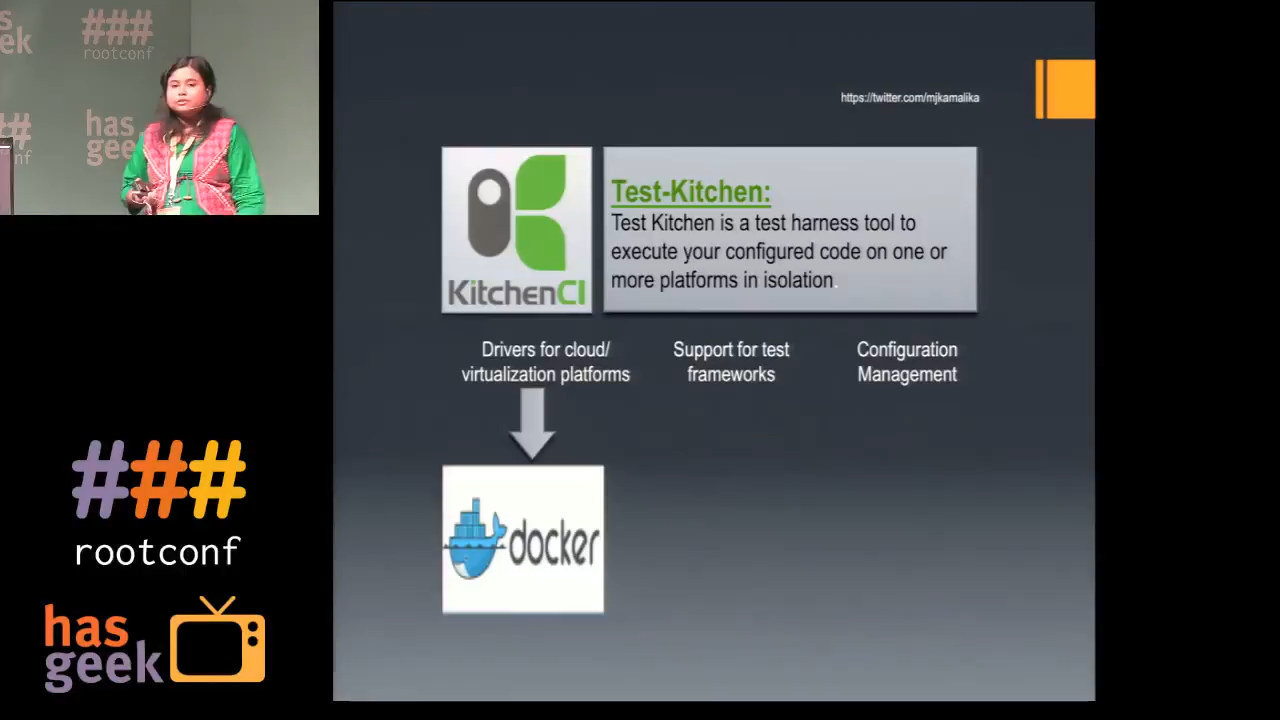 s
eek
###
rootconf
has
geek
##
nf
https://twitter.com/mjkamalika
KitchenCI
Test-Kitchen:
Test Kitchen is a test harness tool to
execute your configured code on one or
more platforms in isolation.
Drivers for cloud/
virtualization platforms
Support for test
frameworks
Configuration
Management
docker
###
rootconf
has
geek